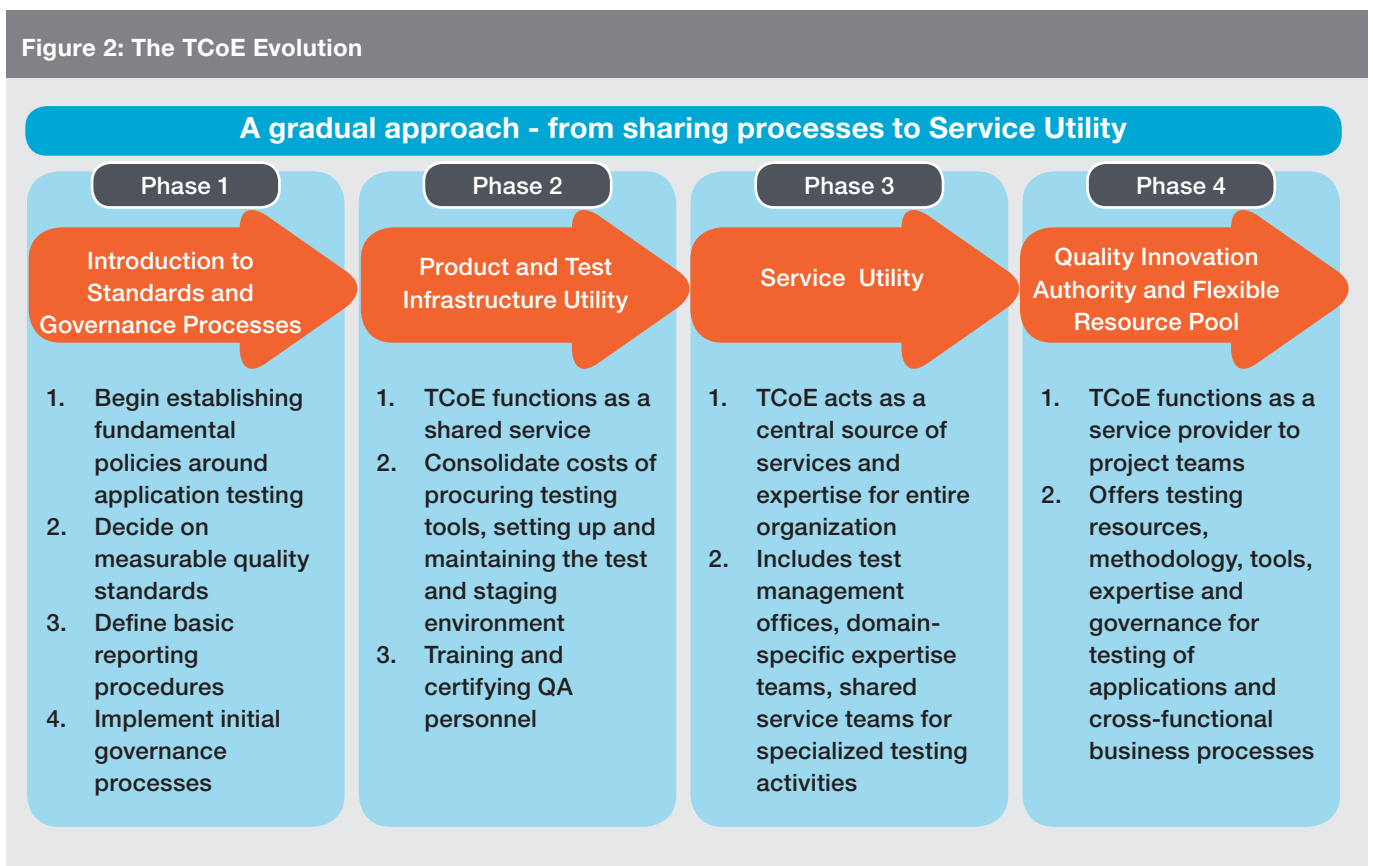 Figure 2: The TCoE Evolution
A gradual approach - from sharing processes to Service Utility
Phase 1
Introduction to
Standards and
Governance Processes
1. Begin establishing
fundamental
policies around
application testing
2. Decide on
measurable quality
standards
3. Define basic
reporting
procedures
4. Implement initial
governance
processes
Phase 2
Product and Test
Infrastructure Utility
1. TCoE functions as a
shared service
2. Consolidate costs of
procuring testing
tools, setting up and
maintaining the test
and staging
environment
3. Training and
certifying QA
personnel
Phase 3
Service Utility
1. TCoE acts as a
central source of
services and
expertise for entire
organization
2. Includes test
management
offices, domain-
specific expertise
teams, shared
service teams for
specialized testing
activities
Phase 4
Quality Innovation
Authority and Flexible
Resource Pool
1. TCoE functions as a
service provider to
project teams
2. Offers testing
resources,
methodology, tools,
expertise and
governance for
testing of
applications and
cross-functional
business processes